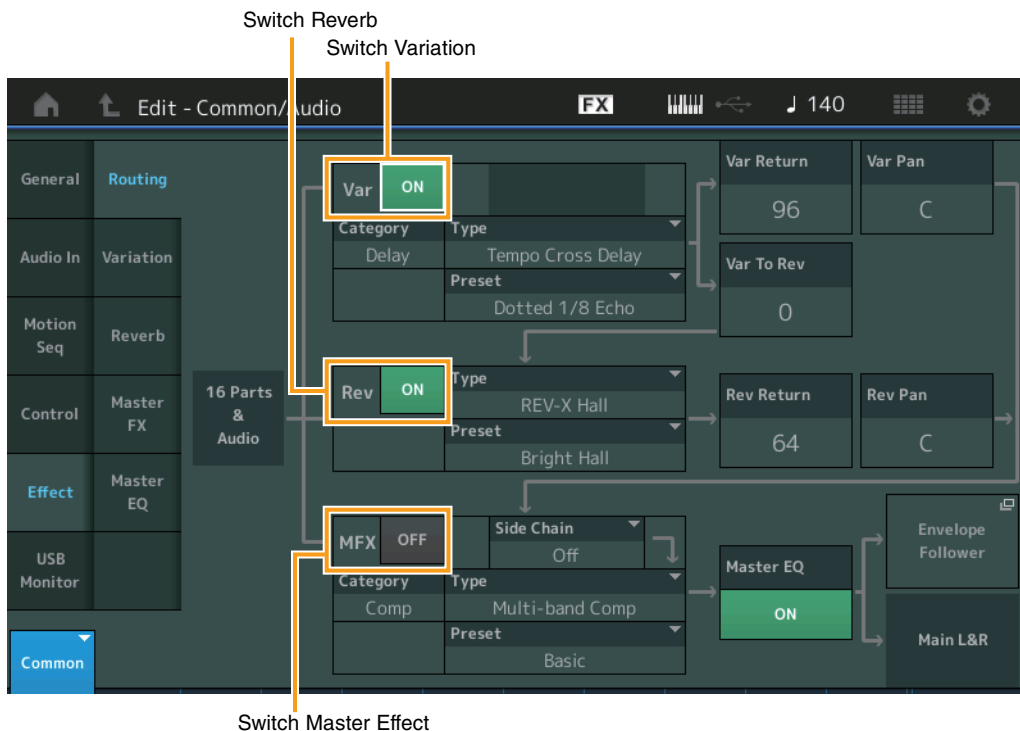 Switch Reverb
Switch Variation
Edit - Common/Audio
FX
140
General
Routing
Audio In
Variation
Motion
Seq
Reverb
Control
Master
FX
Effect
Master
EQ
USB
Monitor
Common
16 Parts
&
Audio
Var
ON
Category
Delay
Type
Tempo Cross Delay
Preset
Dotted 1/8 Echo
Var Return
96
Var Pan
C
Var To Rev
0
Rev
ON
Type
REV-X Hall
Preset
Bright Hall
Rev Return
64
Rev Pan
C
MFX
OFF
Side Chain
Off
Category
Comp
Type
Multi-band Comp
Preset
Basic
Master EQ
ON
Envelope
Follower
Main L&R
Switch Master Effect